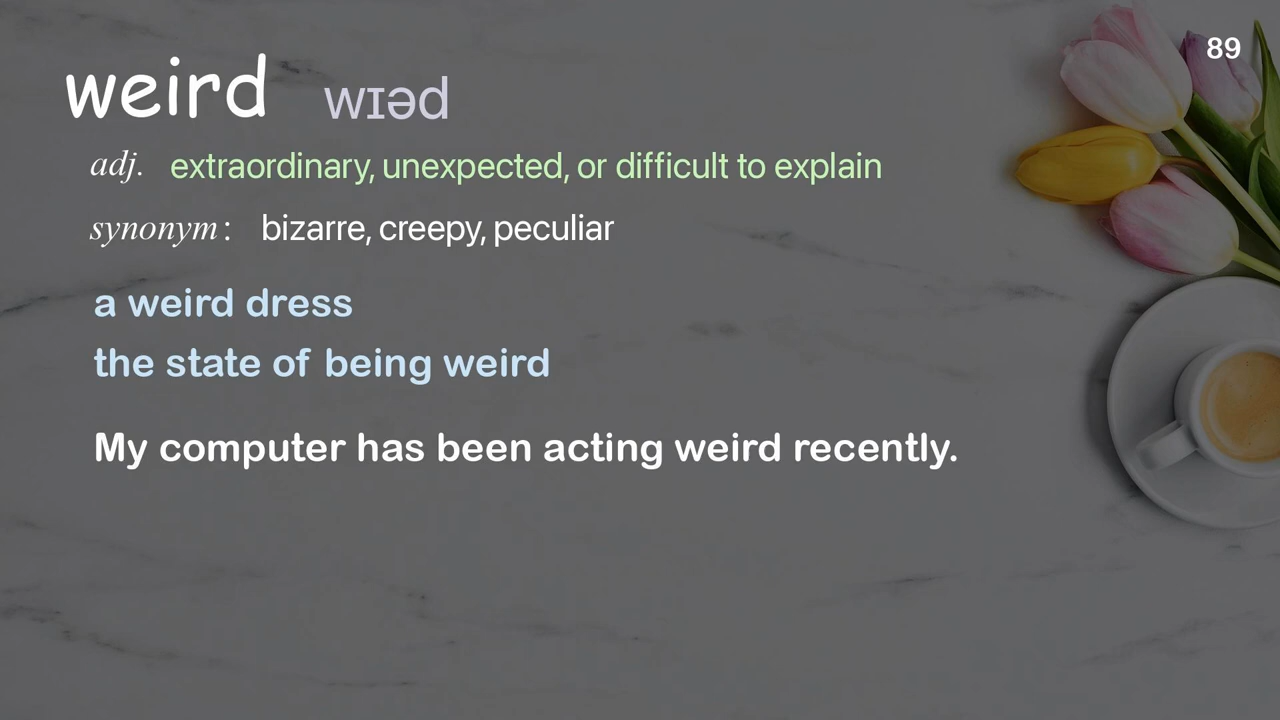 89
weird wɪəd
adj. extraordinary, unexpected, or difficult to explain
synonym: bizarre, creepy, peculiar
a weird dress
the state of being weird
My computer has been acting weird recently.